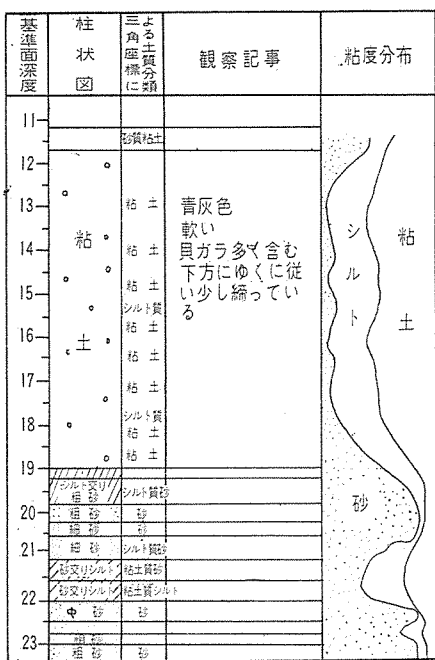 基準面深度
柱状図
三角座標による土質分類
観察記事
粘度分布
11
砂質粘土
12
13
粘土
青灰色
軟い
14
粘土
貝ガラ多く含む
下方にゆくに従
15
粘土
い少し締ってい
る
シルト質
粘土
16
粘土
17
粘土
シルト質
18
粘土
粘土
19
粘土
シルト
粘土
砂
シルト交り
粗砂
シルト質砂
20
粗砂
砂
細砂
砂
21
細砂
シルト質砂
砂交りシルト
粘土質砂
砂交りシルト
粘土質シルト
22
中砂
砂
23
粗砂
砂